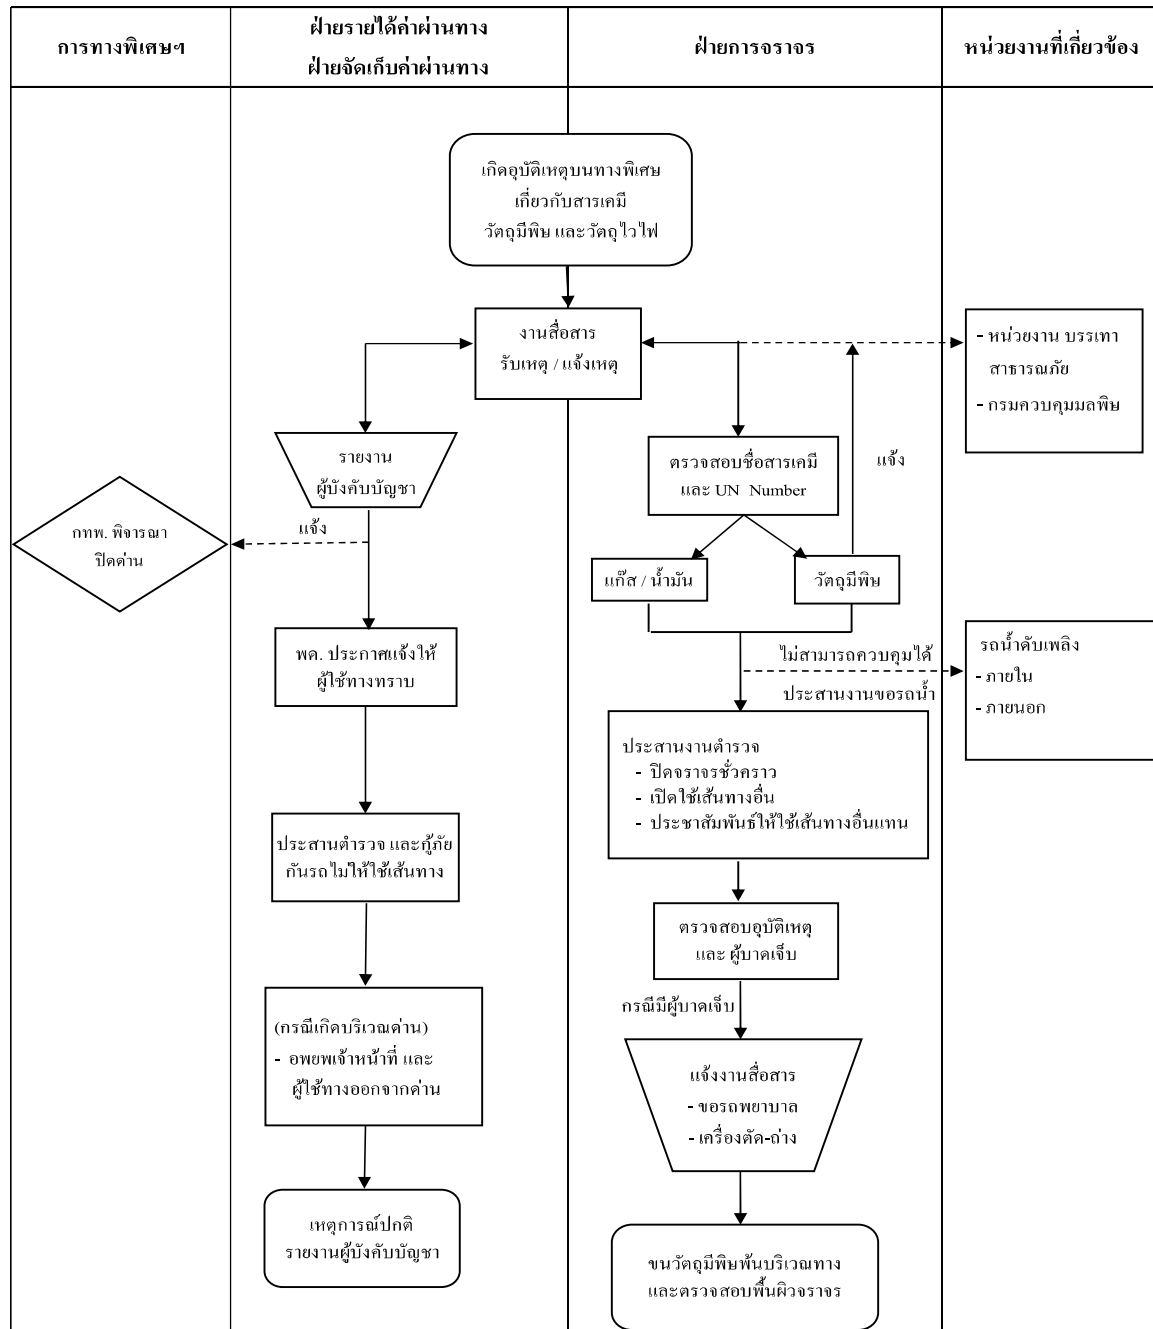 การทางพิเศษฯ
ฝ่ายรายได้ค่าผ่านทาง
ฝ่ายจัดเก็บค่าผ่านทาง
ฝ่ายการจราจร
หน่วยงานที่เกี่ยวข้อง
เกิดอุบัติเหตุบนทางพิเศษ
เกี่ยวกับสารเคมี
วัตถุมีพิษ และวัตถุไวไฟ
งานสื่อสาร
รับเหตุ / แจ้งเหตุ
- หน่วยงาน บรรเทา
สาธารณภัย
- กรมควบคุมมลพิษ
รายงาน
ผู้บังคับบัญชา
ตรวจสอบชื่อสารเคมี
และ UN Number
แจ้ง
แจ้ง
กทพ. พิจารณา
ปิดด่าน
แก๊ส / น้ำมัน
วัตถุมีพิษ
พด. ประกาศแจ้งให้
ผู้ใช้ทางทราบ
ไม่สามารถควบคุมได้
ประสานงานขอรถน้ำ
รถน้ำดับเพลิง
- ภายใน
- ภายนอก
ประสานงานตำรวจ
- ปิดจราจรชั่วคราว
- เปิดใช้เส้นทางอื่น
- ประชาสัมพันธ์ให้ใช้เส้นทางอื่นแทน
ประสานตำรวจ และกู้ภัย
กันรถไม่ให้ใช้เส้นทาง
ตรวจสอบอุบัติเหตุ
และ ผู้บาดเจ็บ
กรณีมีผู้บาดเจ็บ
(กรณีเกิดบริเวณด่าน)
- อพยพเจ้าหน้าที่ และ
ผู้ใช้ทางออกจากด่าน
แจ้งงานสื่อสาร
- ขอรถพยาบาล
- เครื่องตัด-ถ่าง
เหตุการณ์ปกติ
รายงานผู้บังคับบัญชา
ขนวัตถุมีพิษพ้นบริเวณทาง
และตรวจสอบพื้นผิวจราจร